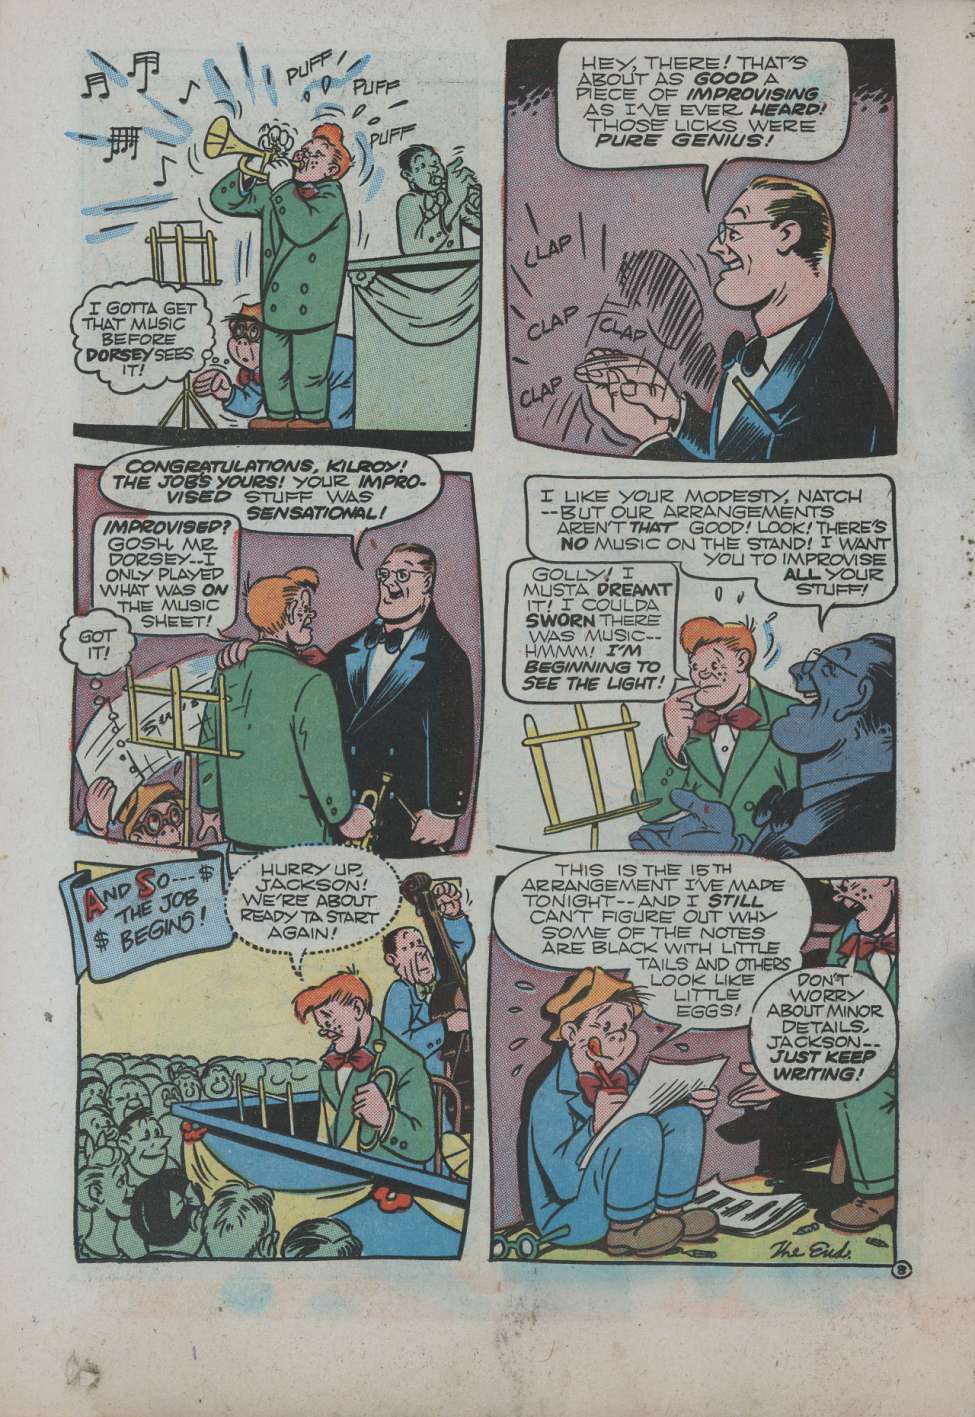 PUFF!
PUFF
PUFF
I GOTTA GET
THAT MUSIC
BEFORE
DORSEY SEES
IT!
HEY, THERE! THAT'S
ABOUT AS GOOD A
PIECE OF IMPROVISING
AS I'VE EVER HEARD!
THOSE LICKS WERE
PURE GENIUS!
CLAP
CLAP
CLAP
CLAP
CONGRATULATIONS, KILROY!
THE JOB'S YOURS! YOUR IMPRO-
VISED STUFF WAS
SENSATIONAL!
IMPROVISED?
GOSH, MR.
DORSEY--I
ONLY PLAYED
WHAT WAS ON
THE MUSIC
SHEET!
GOT
IT!
I LIKE YOUR MODESTY, NATCH
--BUT OUR ARRANGEMENTS
AREN'T THAT GOOD! LOOK! THERE'S
NO MUSIC ON THE STAND! I WANT
YOU TO IMPROVISE
ALL YOUR
STUFF!
GOLLY! I
MUSTA DREAMT
IT! I COULDA
SWORN THERE
WAS MUSIC--
HMMM! I'M
BEGINNING TO
SEE THE LIGHT!
AND SO---$
THE JOB
$ BEGINS!
HURRY UP,
JACKSON!
WE'RE ABOUT
READY TA START
AGAIN!
THIS IS THE 15TH
ARRANGEMENT I'VE MADE
TONIGHT--AND I STILL
CAN'T FIGURE OUT WHY
SOME OF THE NOTES
ARE BLACK WITH LITTLE
TAILS AND OTHERS
LOOK LIKE
LITTLE
EGGS!
DON'T
WORRY
ABOUT MINOR
DETAILS,
JACKSON--
JUST KEEP
WRITING!
The End.
8